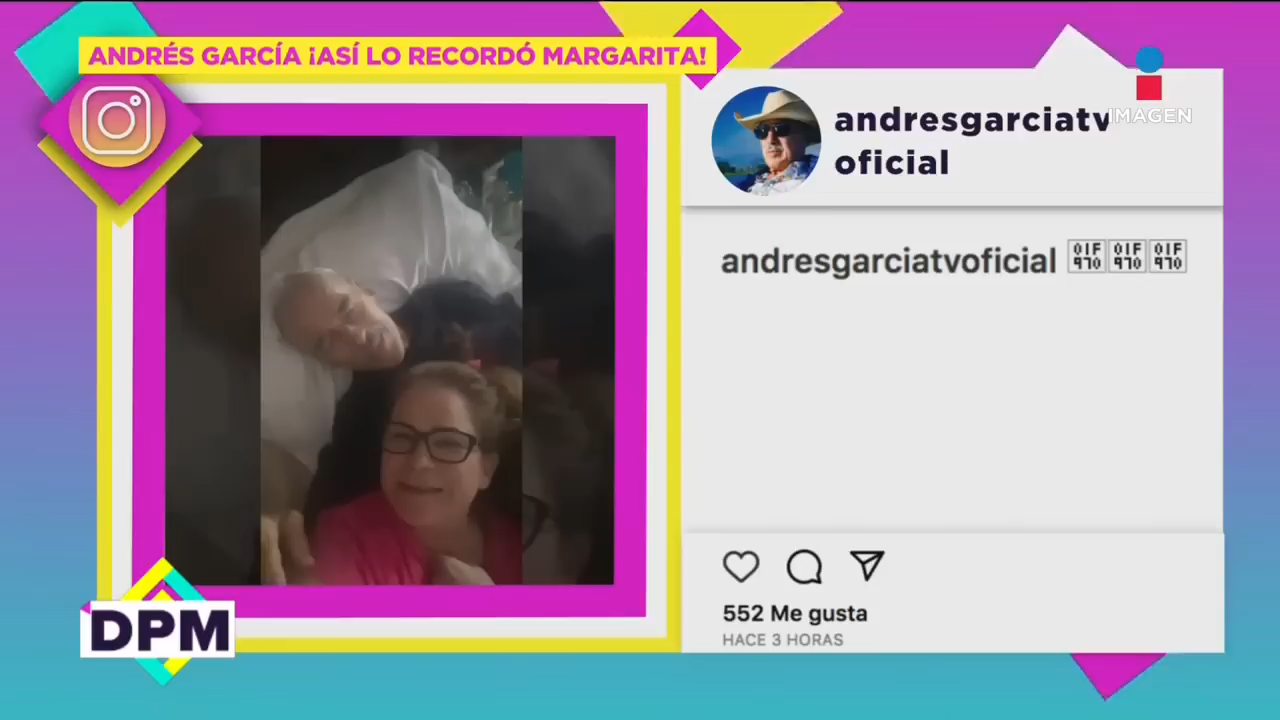 ANDRÉS GARCÍA ¡ASÍ LO RECORDÓ MARGARITA!
IMAGEN
andresgarciatv
oficial
andresgarciatvoficial
552 Me gusta
HACE 3 HORAS
DPM